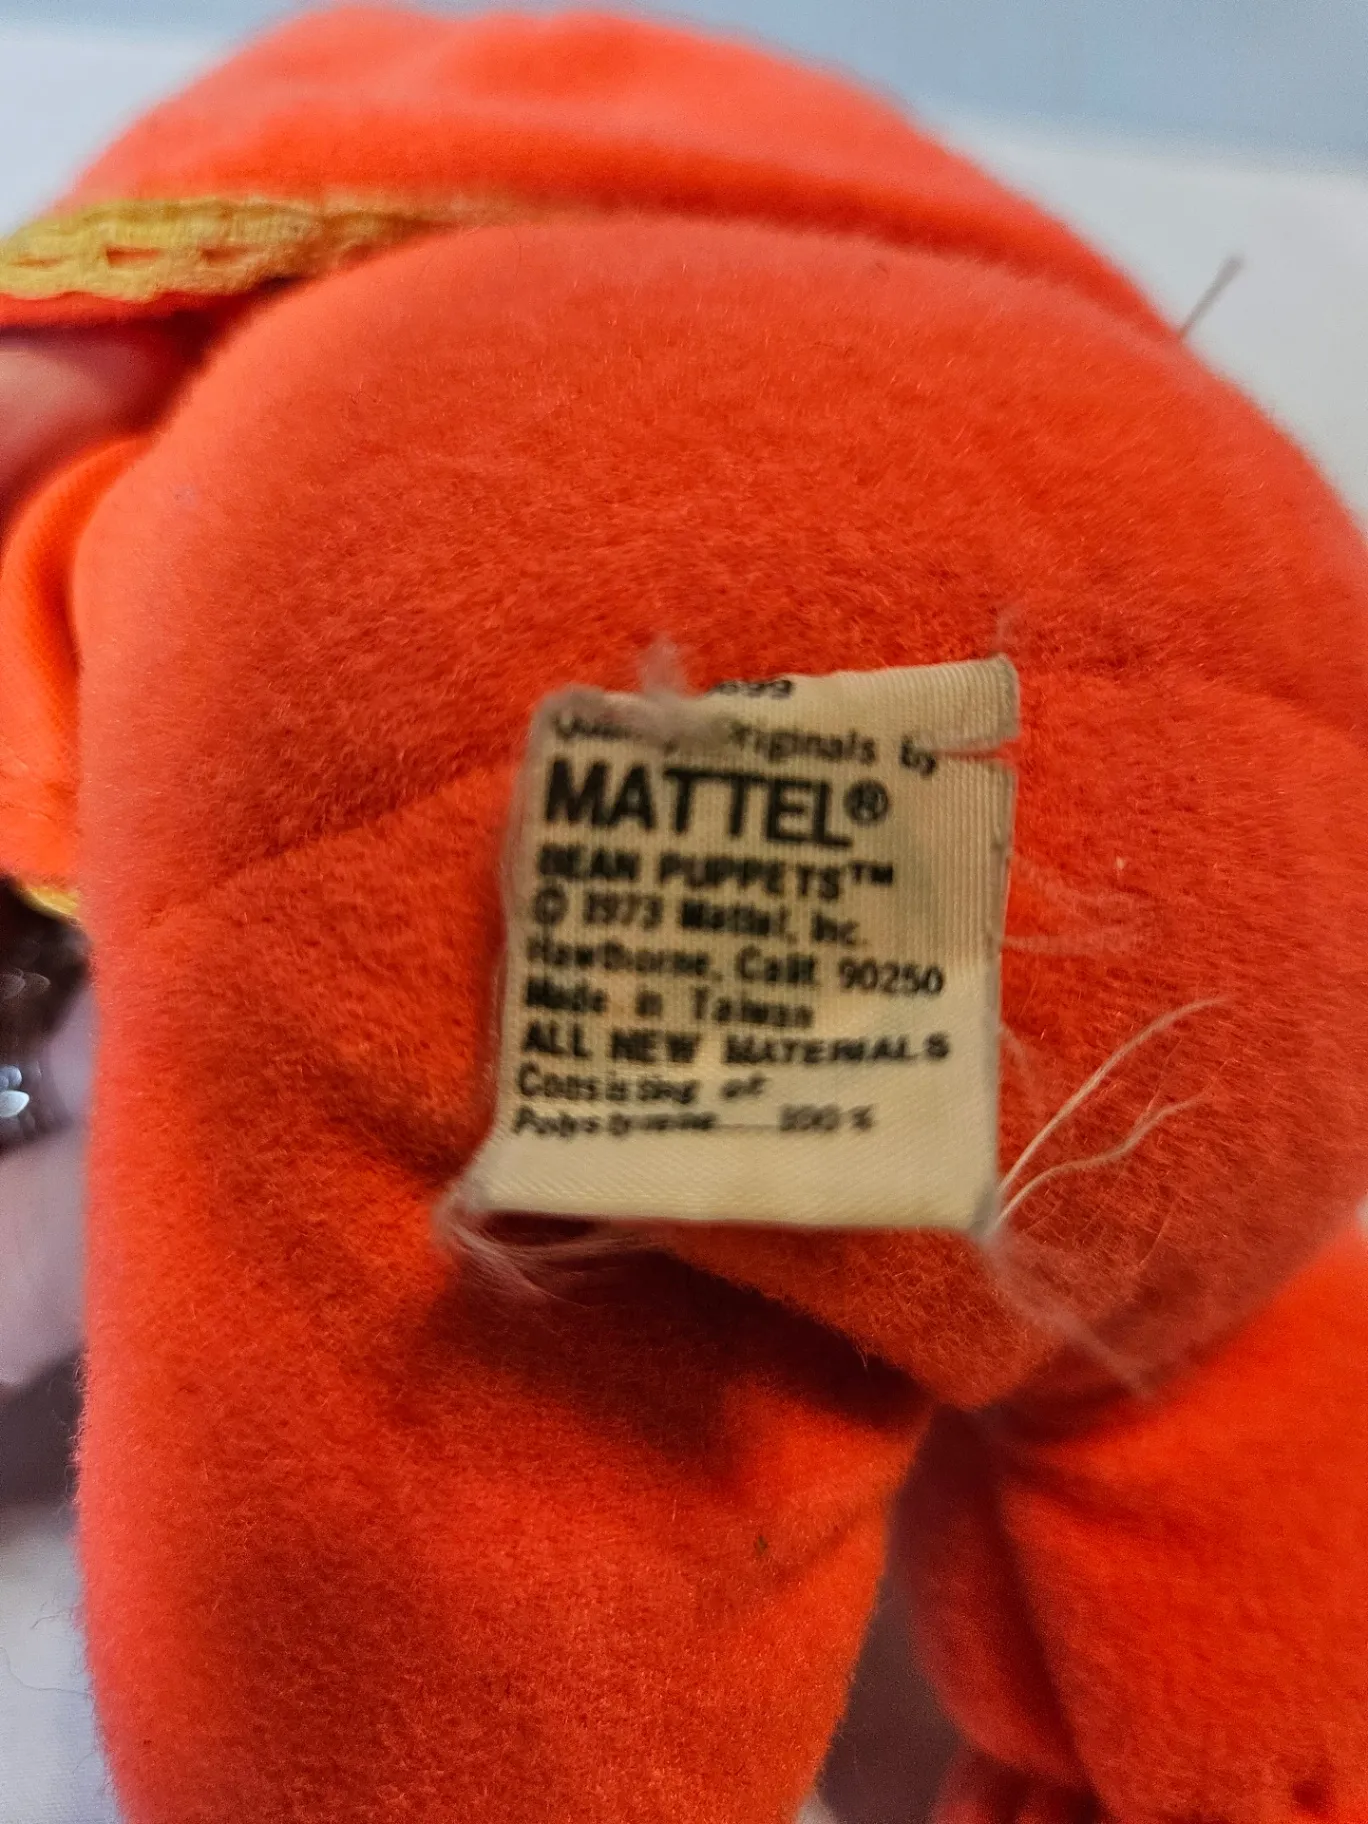 Originals by
MATTEL®
BEAN PUPPETS™
© 1973 Mattel, Inc.
Hawthorne, Calif. 90250
Made in Taiwan
ALL NEW MATERIALS
Consisting of
Polystyrene 100%